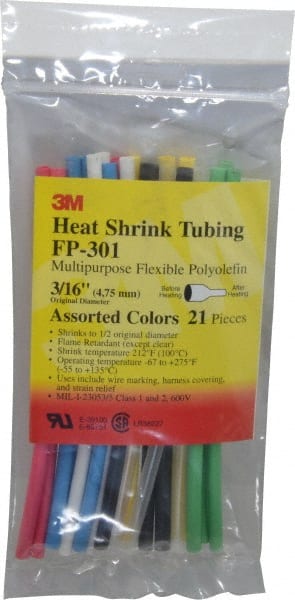 3M
Heat Shrink Tubing
FP-301
Multipurpose Flexible Polyolefin
3/16" (4,75 mm)
Original Diameter
Before Heating
After Heating
Assorted Colors 21 Pieces
• Shrinks to 1/2 original diameter
• Flame Retardant (except clear)
• Shrink temperature 212°F (100°C)
• Operating temperature -67 to +275°F
(-55 to +135°C)
• Uses include wire marking, harness covering,
and strain relief
• MIL-I-23053/5 Class 1 and 2, 600V
E-39100
LR38227